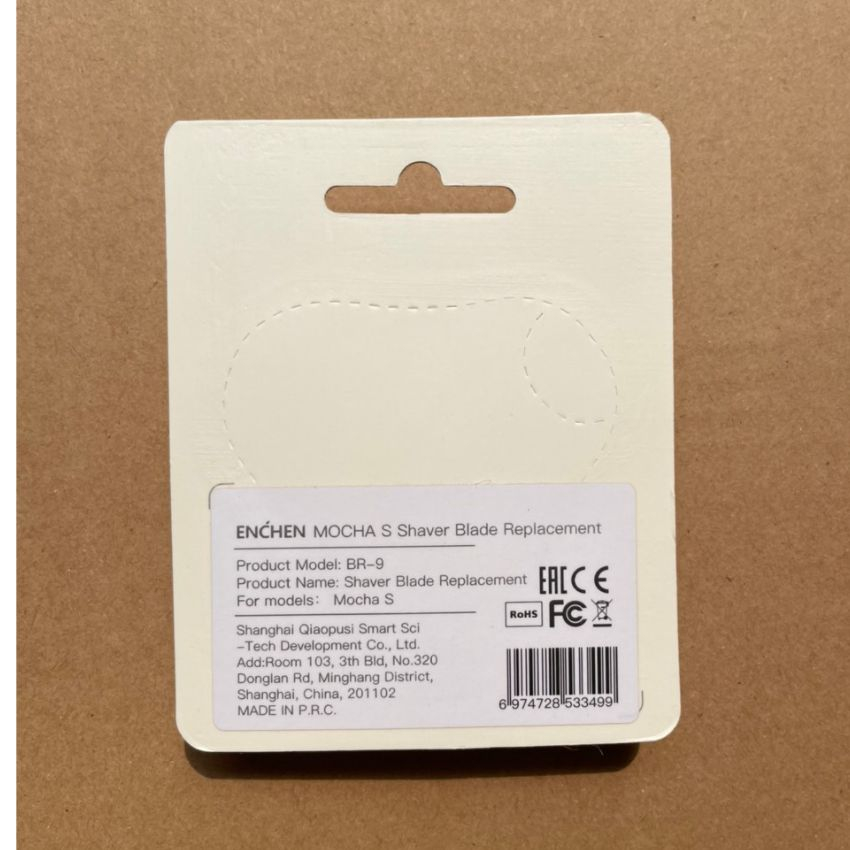 ENĆHEN MOCHA S Shaver Blade Replacement
Product Model: BR-9
Product Name: Shaver Blade Replacement
For models: Mocha S
Shanghai Qiaopusi Smart Sci
-Tech Development Co., Ltd.
Add:Room 103, 3th Bld, No.320
Donglan Rd, Minghang District,
Shanghai, China, 201102
MADE IN P.R.C.
EAC CE
RoHS FC
6 974728 533499